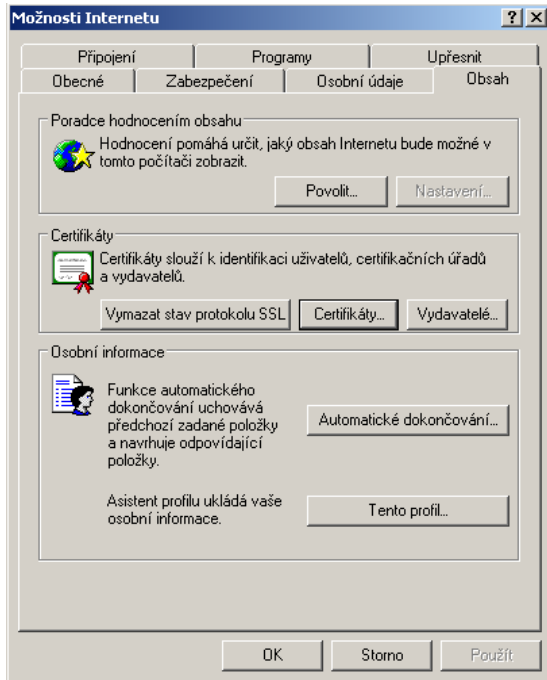 Možnosti Internetu
Připojení Programy Upřesnit
Obecné Zabezpečení Osobní údaje Obsah
Poradce hodnocením obsahu
Hodnocení pomáhá určit, jaký obsah Internetu bude možné v
tomto počítači zobrazit.
Povolit... Nastavení...
Certifikáty
Certifikáty slouží k identifikaci uživatelů, certifikačních úřadů
a vydavatelů.
Vymazat stav protokolu SSL Certifikáty... Vydavatelé...
Osobní informace
Funkce automatického
dokončování uchovává
předchozí zadané položky
a navrhuje odpovídající
položky.
Automatické dokončování...
Asistent profilu ukládá vaše
osobní informace.
Tento profil...
OK Storno Použít